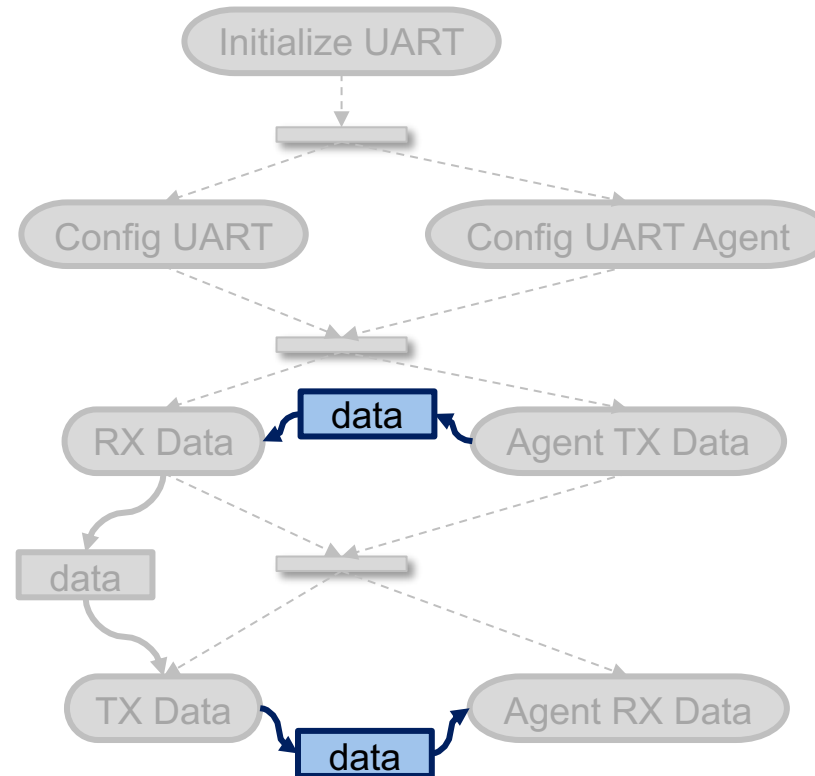 Initialize UART
Config UART
Config UART Agent
data
RX Data
Agent TX Data
data
TX Data
Agent RX Data
data